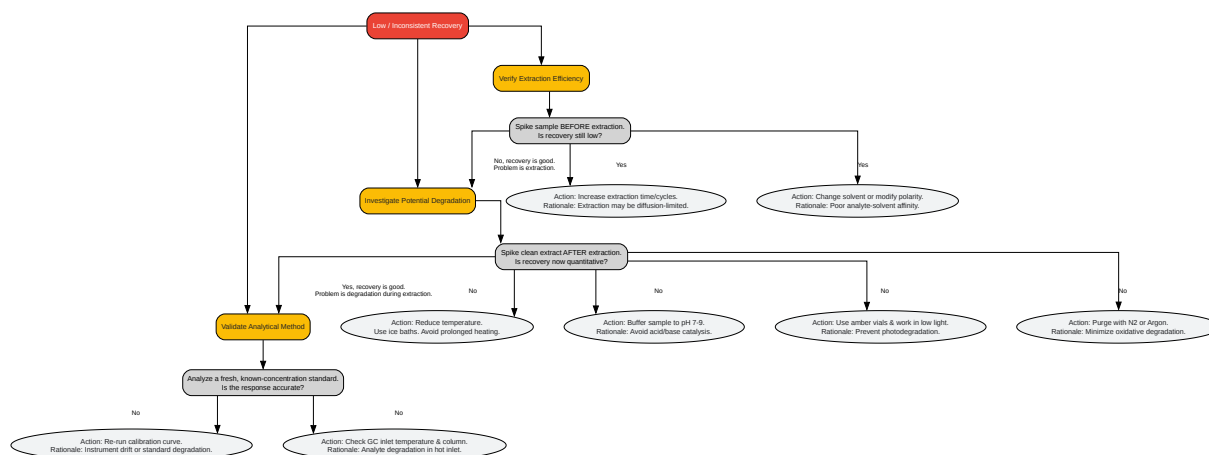 Low / Inconsistent Recovery
Verify Extraction Efficiency
Spike sample BEFORE extraction.
Is recovery still low?
No, recovery is good.
Problem is extraction.
Yes
Yes
Investigate Potential Degradation
Action: Increase extraction time/cycles.
Rationale: Extraction may be diffusion-limited.
Action: Change solvent or modify polarity.
Rationale: Poor analyte-solvent affinity.
Spike clean extract AFTER extraction.
Is recovery now quantitative?
Yes, recovery is good.
Problem is degradation during extraction.
No
No
No
No
Validate Analytical Method
Action: Reduce temperature.
Use ice baths. Avoid prolonged heating.
Action: Buffer sample to pH 7-9.
Rationale: Avoid acid/base catalysis.
Action: Use amber vials & work in low light.
Rationale: Prevent photodegradation.
Action: Purge with N2 or Argon.
Rationale: Minimize oxidative degradation.
Analyze a fresh, known-concentration standard.
Is the response accurate?
No
No
Action: Re-run calibration curve.
Rationale: Instrument drift or standard degradation.
Action: Check GC inlet temperature & column.
Rationale: Analyte degradation in hot inlet.